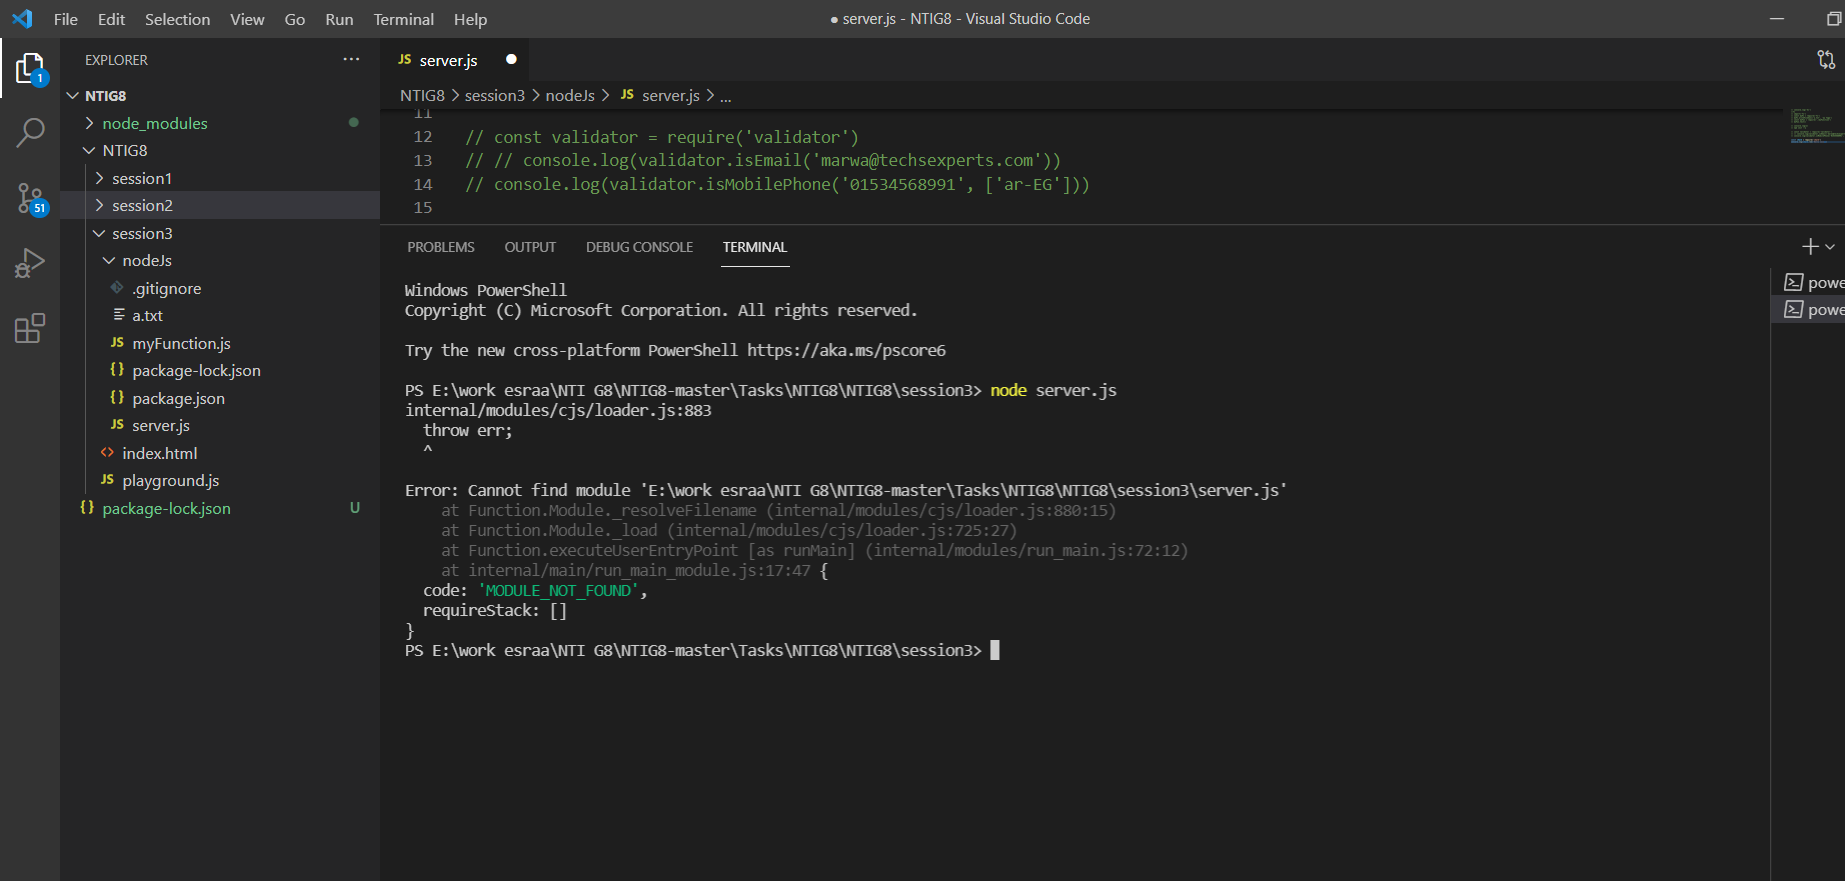 File Edit Selection View Go Run Terminal Help
● server.js - NTIG8 - Visual Studio Code
EXPLORER
···
1
51
NTIG8
node_modules
NTIG8
session1
session2
session3
nodeJs
.gitignore
a.txt
JS myFunction.js
{} package-lock.json
{} package.json
JS server.js
<> index.html
JS playground.js
{} package-lock.json U
JS server.js ●
NTIG8 > session3 > nodeJs > JS server.js > ...
11
12 // const validator = require('validator')
13 // // console.log(validator.isEmail('marwa@techsexperts.com'))
14 // console.log(validator.isMobilePhone('01534568991', ['ar-EG']))
15
PROBLEMS OUTPUT DEBUG CONSOLE TERMINAL
powe
powe
Windows PowerShell
Copyright (C) Microsoft Corporation. All rights reserved.
Try the new cross-platform PowerShell https://aka.ms/pscore6
PS E:\work esraa\NTI G8\NTIG8-master\Tasks\NTIG8\NTIG8\session3> node server.js
internal/modules/cjs/loader.js:883
throw err;
^
Error: Cannot find module 'E:\work esraa\NTI G8\NTIG8-master\Tasks\NTIG8\NTIG8\session3\server.js'
at Function.Module._resolveFilename (internal/modules/cjs/loader.js:880:15)
at Function.Module._load (internal/modules/cjs/loader.js:725:27)
at Function.executeUserEntryPoint [as runMain] (internal/modules/run_main.js:72:12)
at internal/main/run_main_module.js:17:47 {
code: 'MODULE_NOT_FOUND',
requireStack: []
}
PS E:\work esraa\NTI G8\NTIG8-master\Tasks\NTIG8\NTIG8\session3>